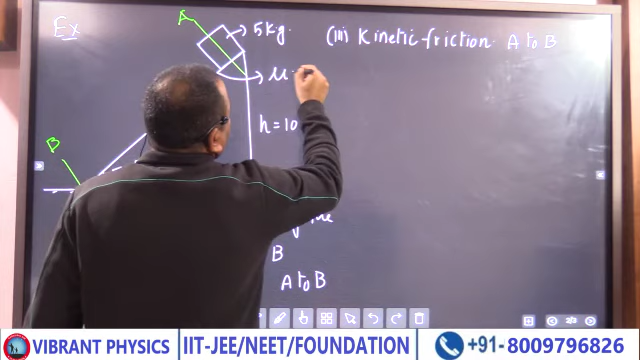 Ex
A
5kg.
(iii) Kinetic friction A to B
μ
h = 10
B
B
A to B
VIBRANT PHYSICS
IIT-JEE/NEET/FOUNDATION
+91- 8009796826